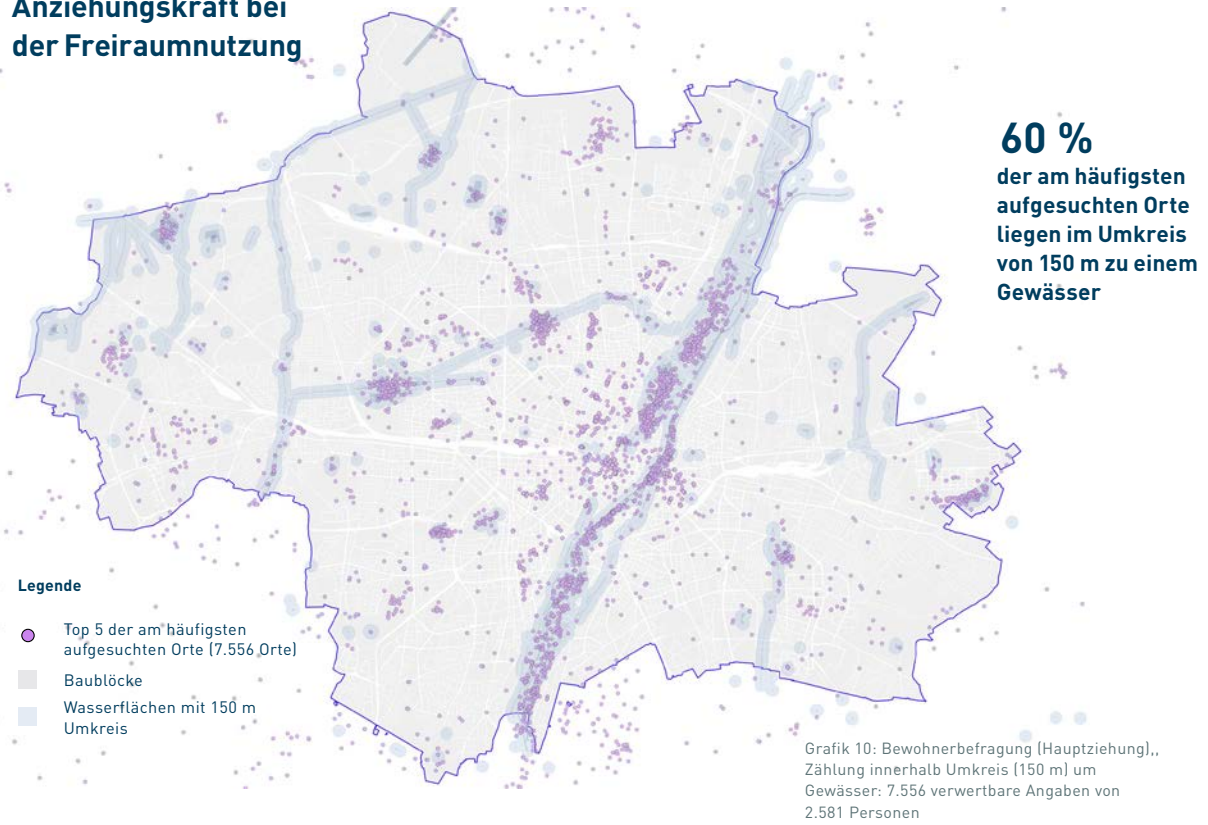 Anziehungskraft bei
der Freiraumnutzung
60 %
der am häufigsten
aufgesuchten Orte
liegen im Umkreis
von 150 m zu einem
Gewässer
Legende
Top 5 der am häufigsten
aufgesuchten Orte (7.556 Orte)
Baublöcke
Wasserflächen mit 150 m
Umkreis
Grafik 10: Bewohnerbefragung (Hauptziehung),,
Zählung innerhalb Umkreis (150 m) um
Gewässer: 7.556 verwertbare Angaben von
2.581 Personen